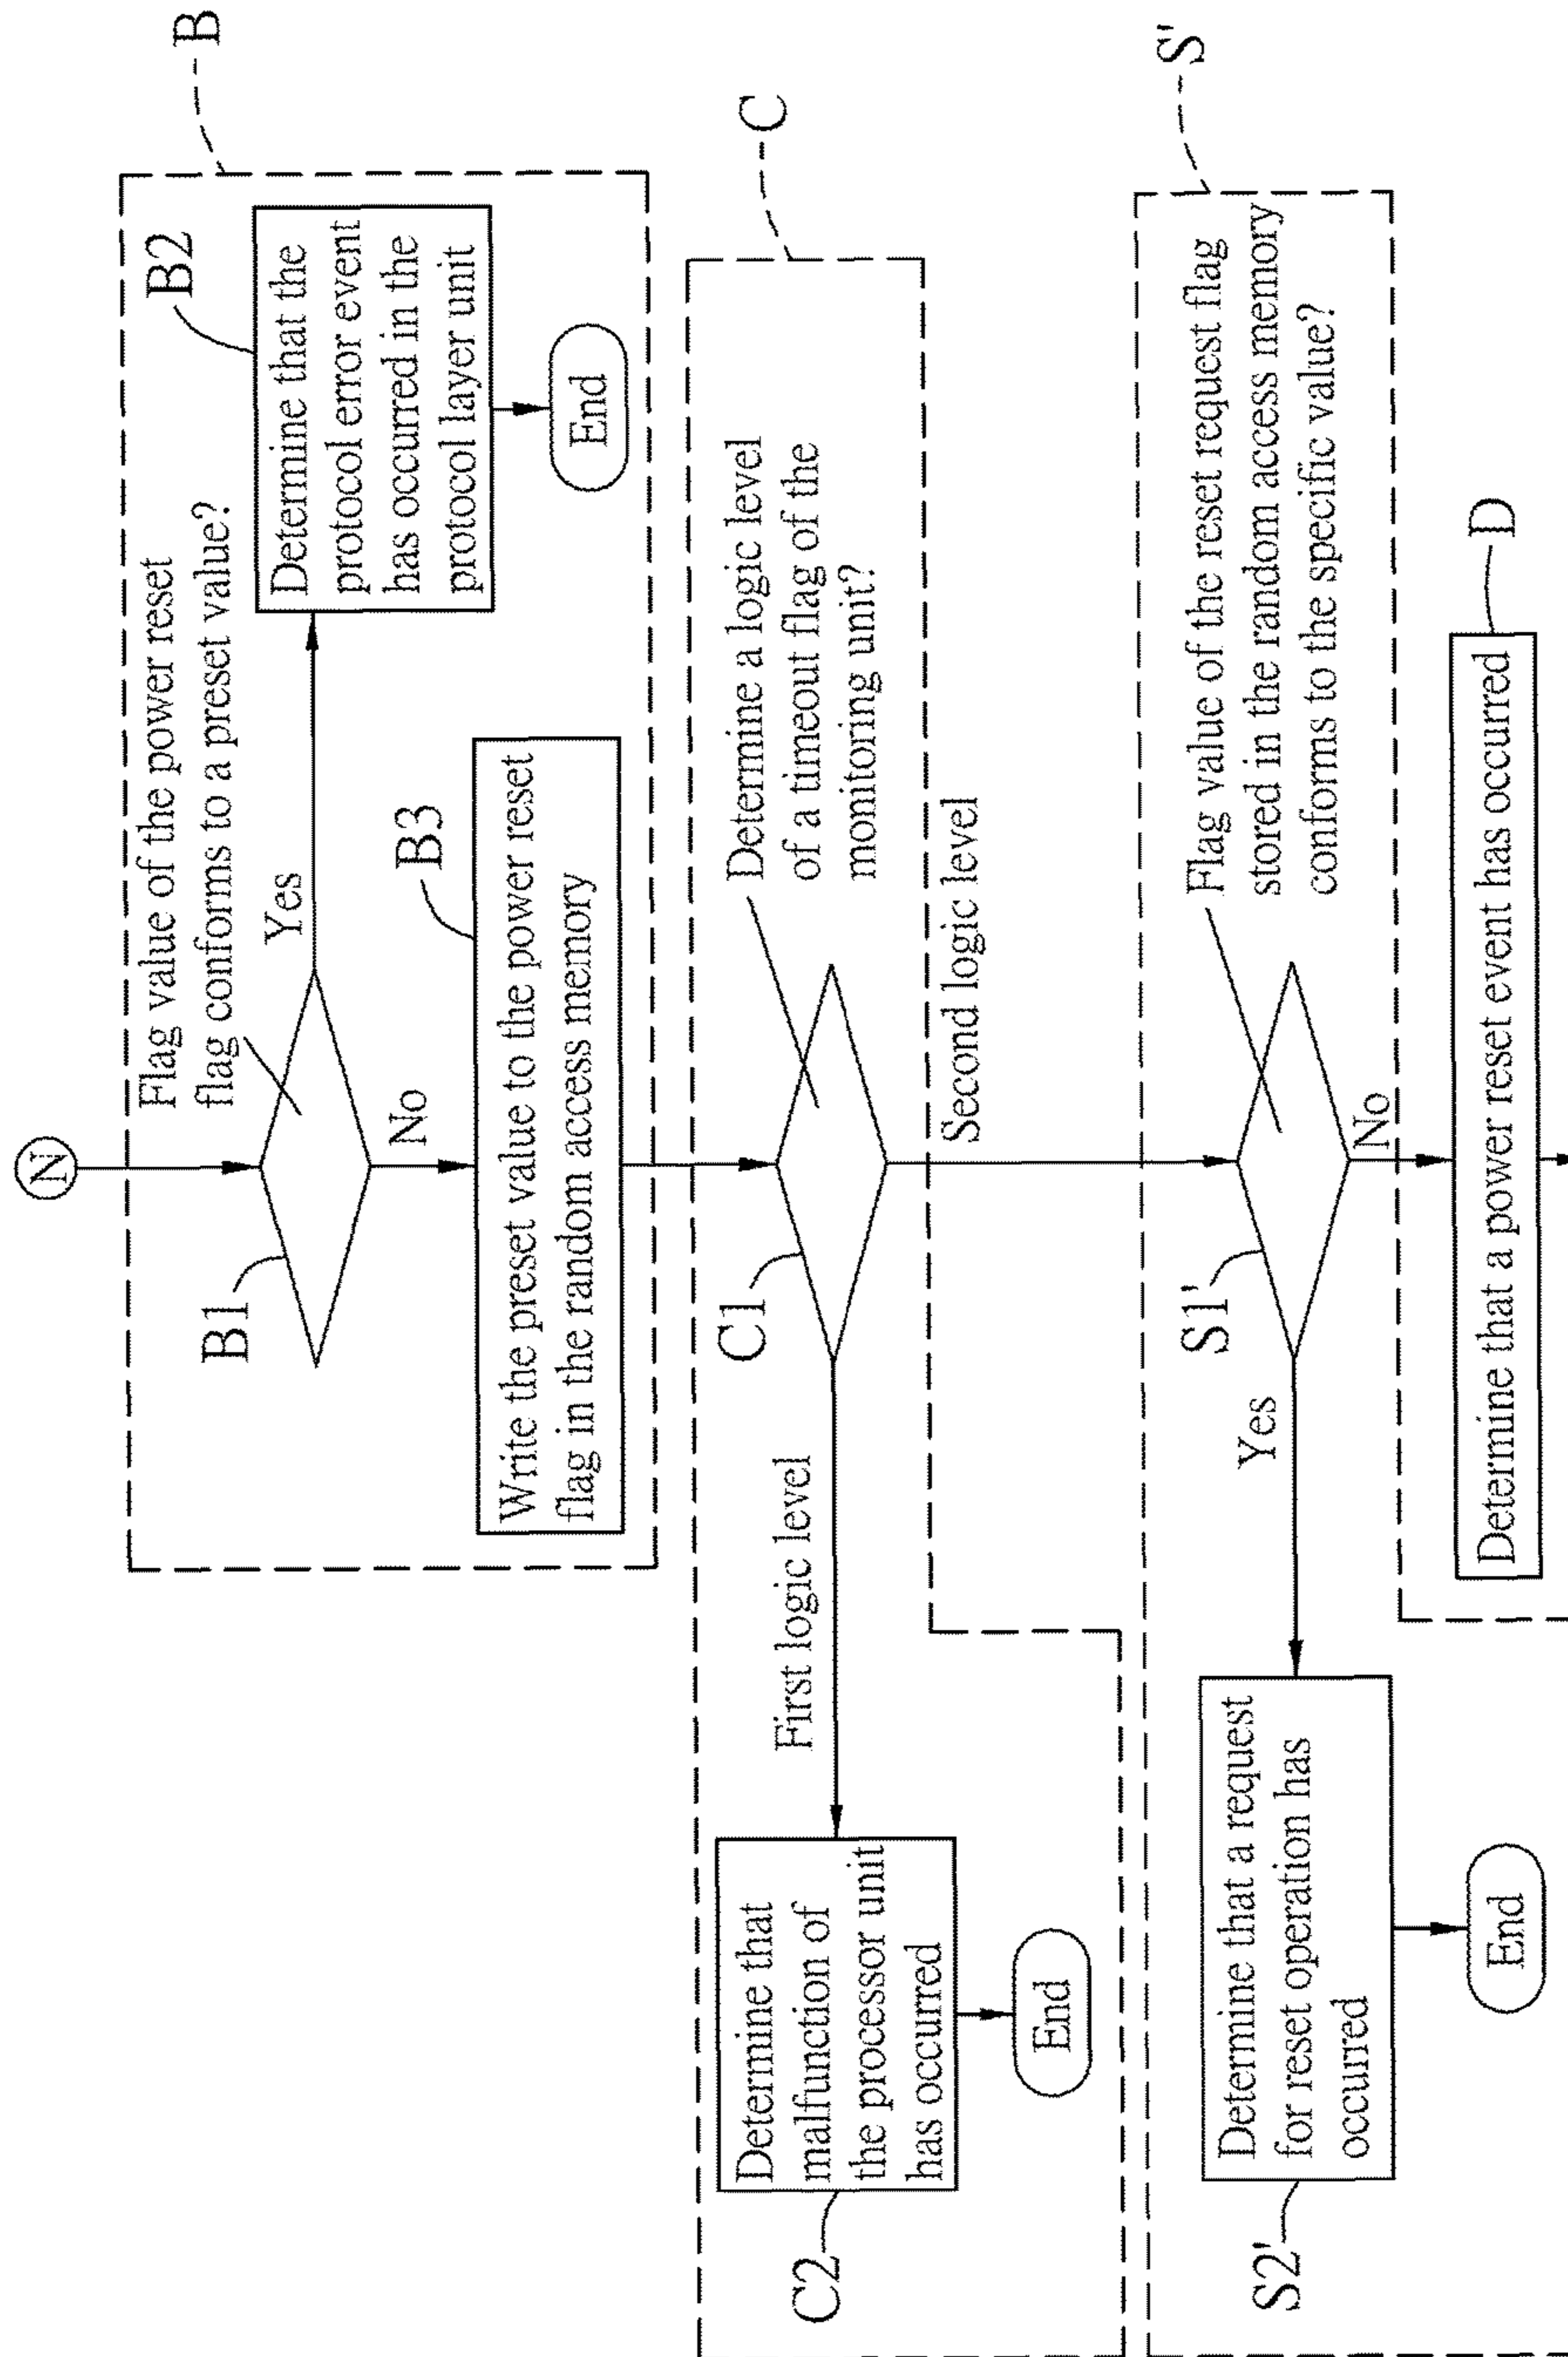 N
B
B1
Flag value of the power reset
flag conforms to a preset value?
Yes
B2
Determine that the
protocol error event
has occurred in the
protocol layer unit
End
No
B3
Write the preset value to the power reset
flag in the random access memory
C
C1
Determine a logic level
of a timeout flag of the
monitoring unit?
First logic level
C2
Determine that
malfunction of
the processor unit
has occurred
End
Second logic level
S'
S1'
Flag value of the reset request flag
stored in the random access memory
conforms to the specific value?
Yes
S2'
Determine that a request
for reset operation has
occurred
End
No
D
Determine that a power reset event has occurred